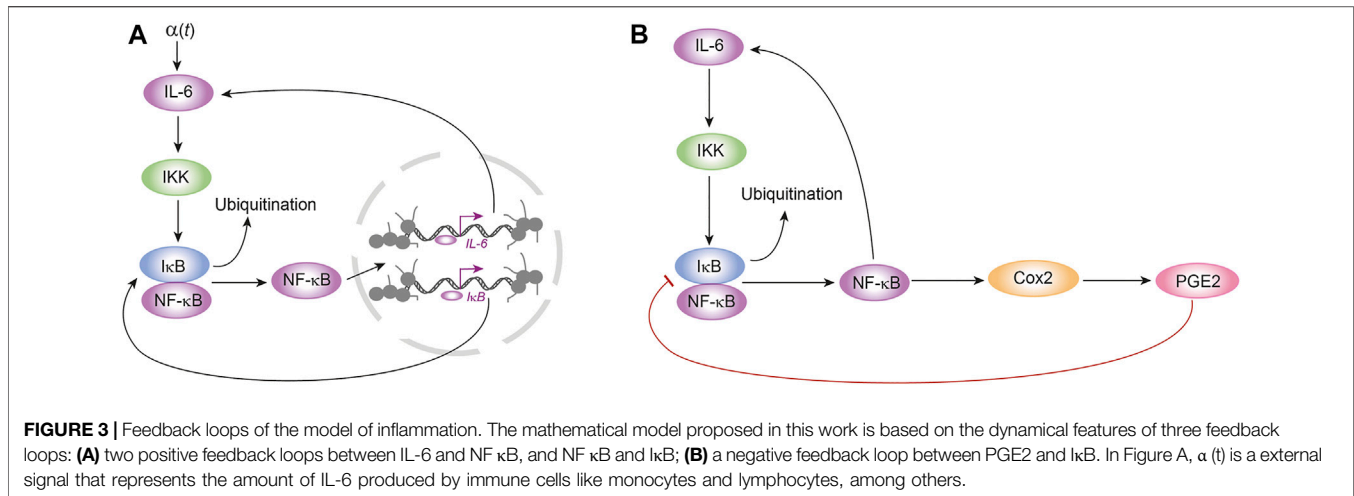 A
α(t)
IL-6
IKK
Ubiquitination
IκB
NF-κB
NF-κB
IL-6
IκB
B
IL-6
IKK
Ubiquitination
IκB
NF-κB
NF-κB
Cox2
PGE2
FIGURE 3 | Feedback loops of the model of inflammation. The mathematical model proposed in this work is based on the dynamical features of three feedback
loops: (A) two positive feedback loops between IL-6 and NF κB, and NF κB and IκB; (B) a negative feedback loop between PGE2 and IκB. In Figure A, α (t) is a external
signal that represents the amount of IL-6 produced by immune cells like monocytes and lymphocytes, among others.